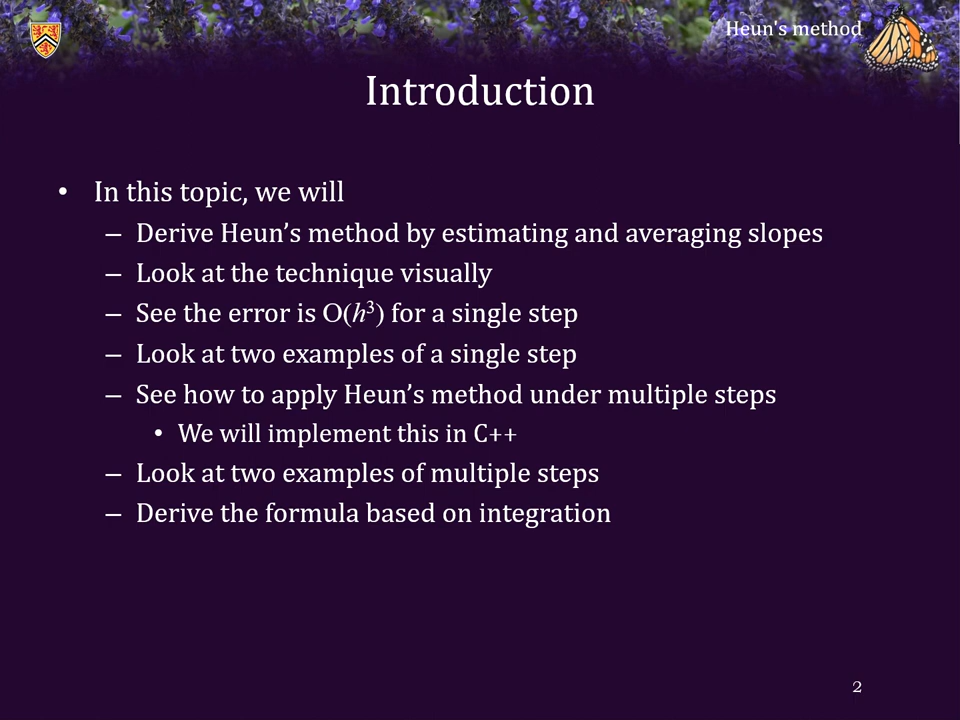 Heun's method
Introduction
• In this topic, we will
– Derive Heun’s method by estimating and averaging slopes
– Look at the technique visually
– See the error is O(h³) for a single step
– Look at two examples of a single step
– See how to apply Heun’s method under multiple steps
• We will implement this in C++
– Look at two examples of multiple steps
– Derive the formula based on integration
2